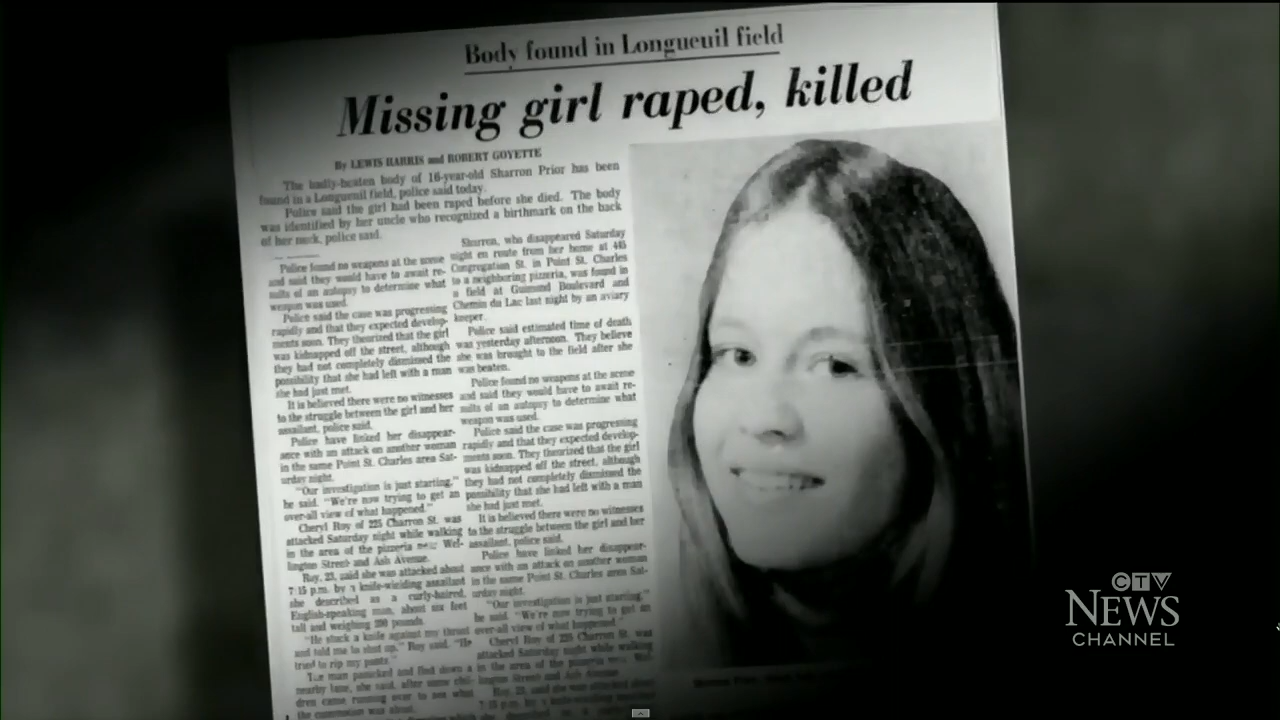 Body found in Longueuil field
Missing girl raped, killed
By LEWIS HARRIS and ROBERT GOYETTE
The badly-beaten body of 16-year-old Sharron Prior has been
found in a Longueuil field, police said today.
Police said the girl had been raped before she died. The body
was identified by her uncle who recognized a birthmark on the back
of her neck, police said.
Police found no weapons at the scene
and said they would have to await re-
sults of an autopsy to determine what
weapon was used.
Police said the case was progressing
rapidly and that they expected develop-
ments soon. They theorized that the girl
was kidnapped off the street, although
they had not completely dismissed the
possibility that she had left with a man
she had just met.
It is believed there were no witnesses
to the struggle between the girl and her
assailant, police said.
Police have linked her disappear-
ance with an attack on another woman
in the same Point St. Charles area Sat-
urday night.
"Our investigation is just starting,"
he said. "We're now trying to get an
over-all view of what happened."
Cheryl Roy of 225 Charron St. was
attacked Saturday night while walking
in the area of the pizzeria near Wel-
lington Street and Ash Avenue.
Roy, 23, said she was attacked about
7:15 p.m. by a knife-wielding assailant
she described as a curly-haired,
English-speaking man, about six feet
tall and weighing 200 pounds.
"He stuck a knife against my throat
and told me to shut up," Roy said. "He
tried to rip my pants."
The man panicked and fled down a
nearby lane, she said, after some chil-
dren came running over to see what
the commotion was about.
Sharron, who disappeared Saturday
night en route from her home at 445
Congregation St. in Point St. Charles
to a neighboring pizzeria, was found in
a field at Guimond Boulevard and
Chemin du Lac last night by an aviary
keeper.
Police said estimated time of death
was yesterday afternoon. They believe
she was brought to the field after she
was beaten.
Police found no weapons at the scene
and said they would have to await re-
sults of an autopsy to determine what
weapon was used.
Police said the case was progressing
rapidly and that they expected develop-
ments soon. They theorized that the girl
was kidnapped off the street, although
they had not completely dismissed the
possibility that she had left with a man
she had just met.
It is believed there were no witnesses
to the struggle between the girl and her
assailant, police said.
Police have linked her disappear-
ance with an attack on another woman
in the same Point St. Charles area Sat-
urday night.
"Our investigation is just starting,"
he said. "We're now trying to get an
over-all view of what happened."
Cheryl Roy of 225 Charron St. was
attacked Saturday night while walking
in the area of the pizzeria near Wel-
lington Street and Ash Avenue.
Roy, 23, said she was attacked about
CTV
NEWS
CHANNEL